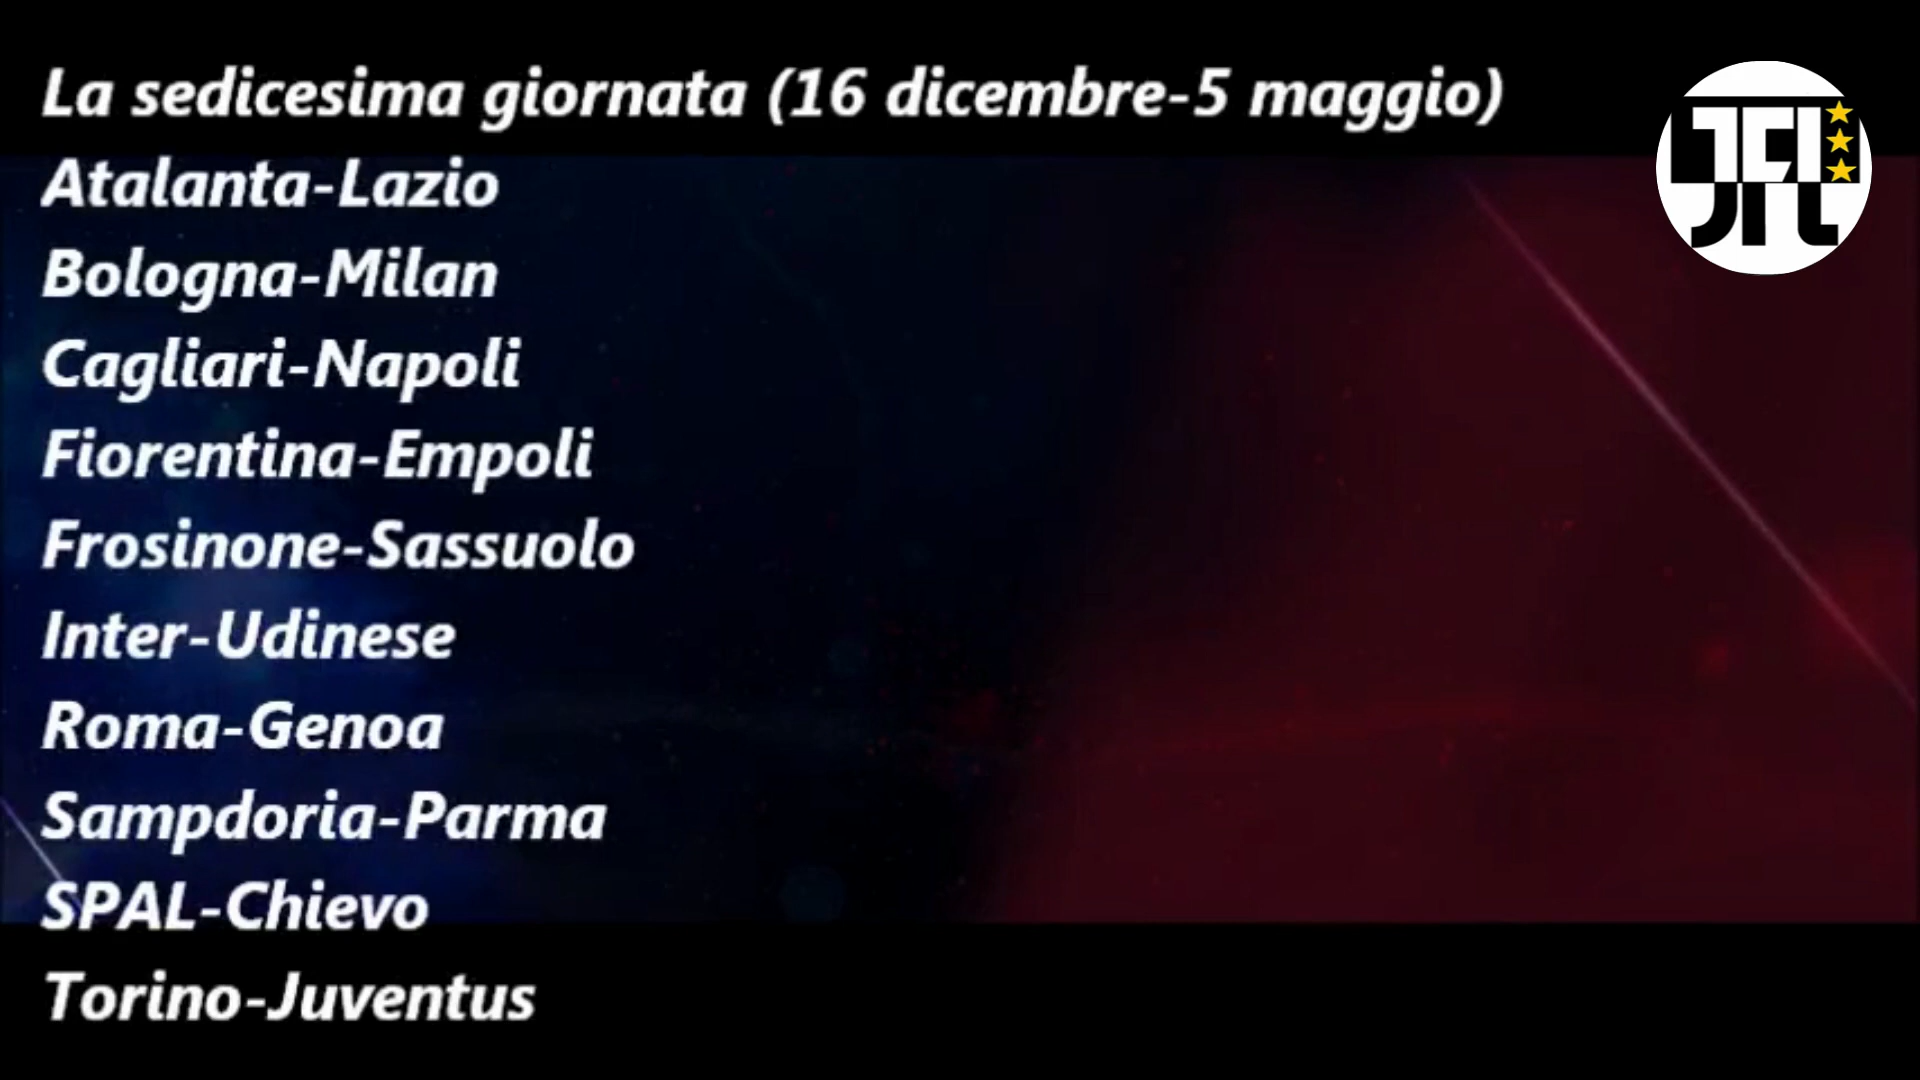 La sedicesima giornata (16 dicembre-5 maggio)
Atalanta-Lazio
Bologna-Milan
Cagliari-Napoli
Fiorentina-Empoli
Frosinone-Sassuolo
Inter-Udinese
Roma-Genoa
Sampdoria-Parma
SPAL-Chievo
Torino-Juventus